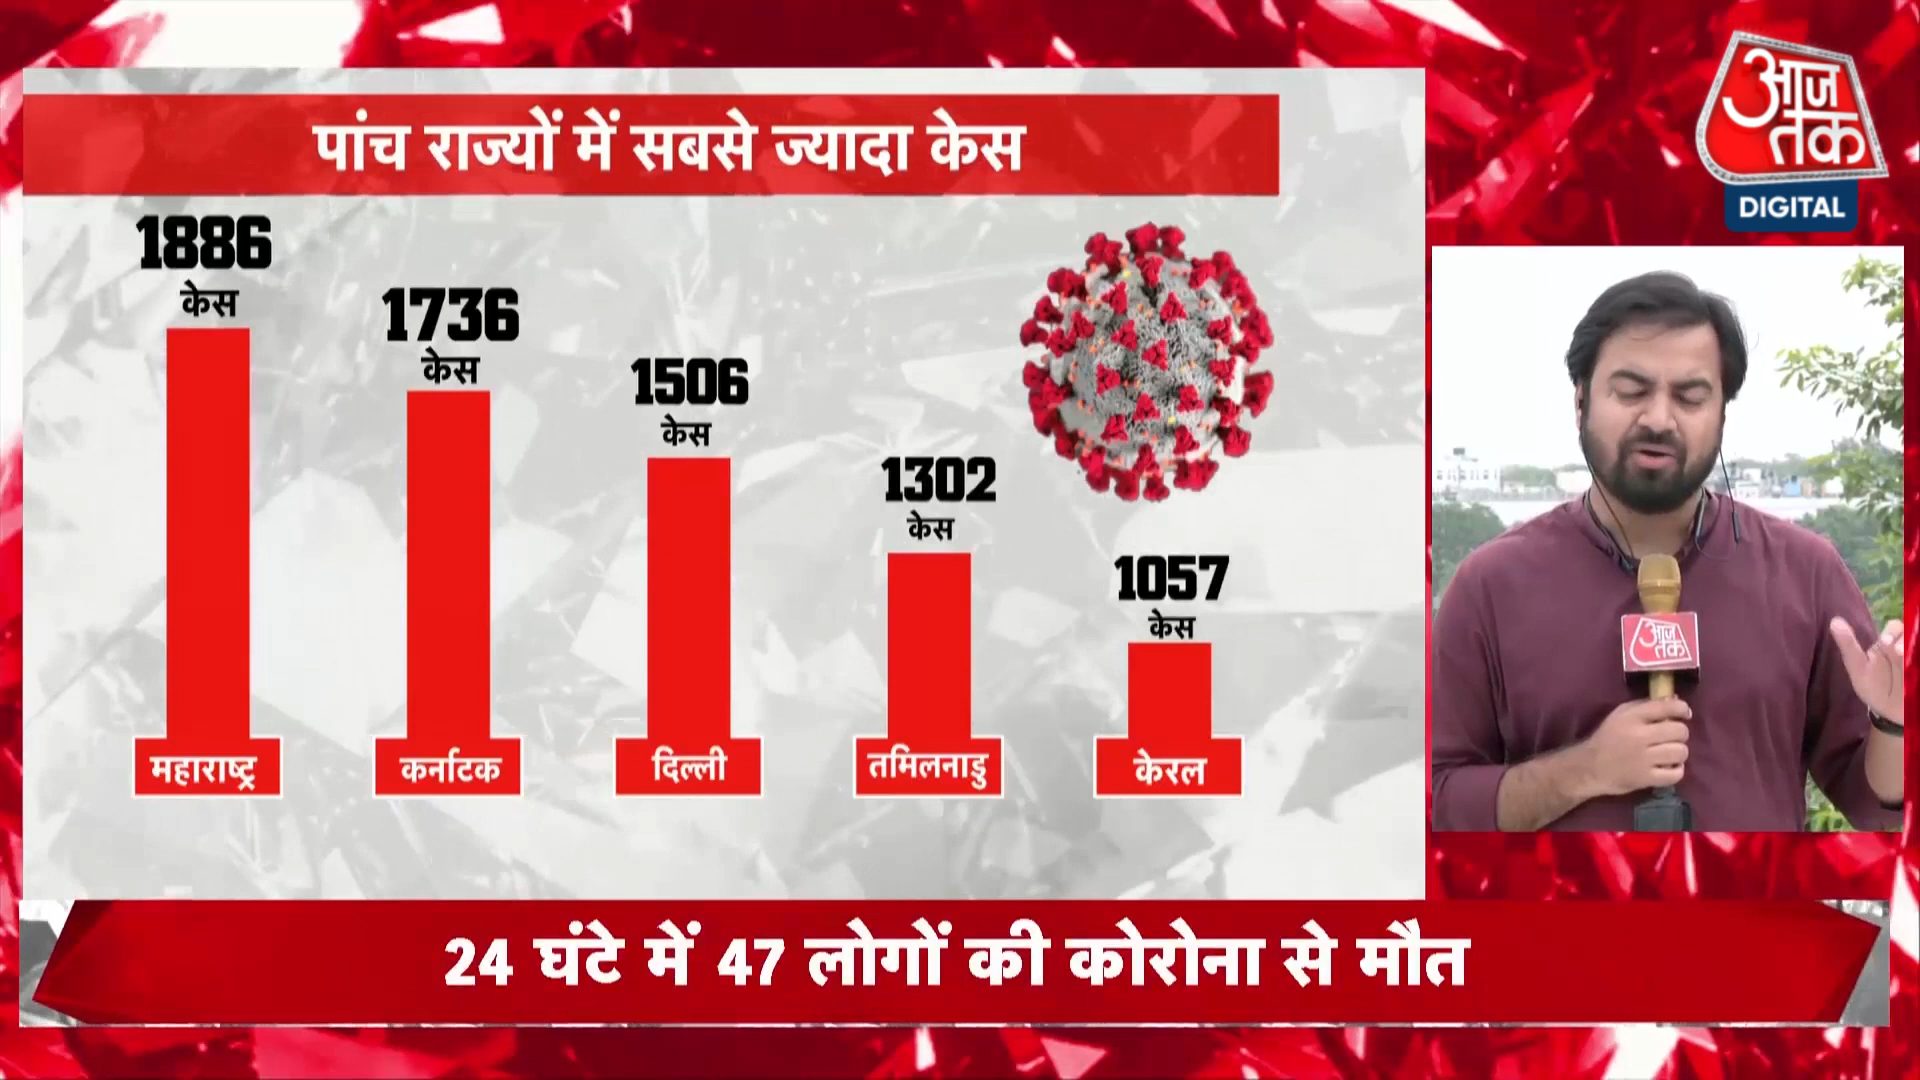 पांच राज्यों में सबसे ज्यादा केस
आज
तक
DIGITAL
1886
केस
1736
केस
1506
केस
1302
केस
1057
केस
महाराष्ट्र
कर्नाटक
दिल्ली
तमिलनाडु
केरल
आज
तक
24 घंटे में 47 लोगों की कोरोना से मौत